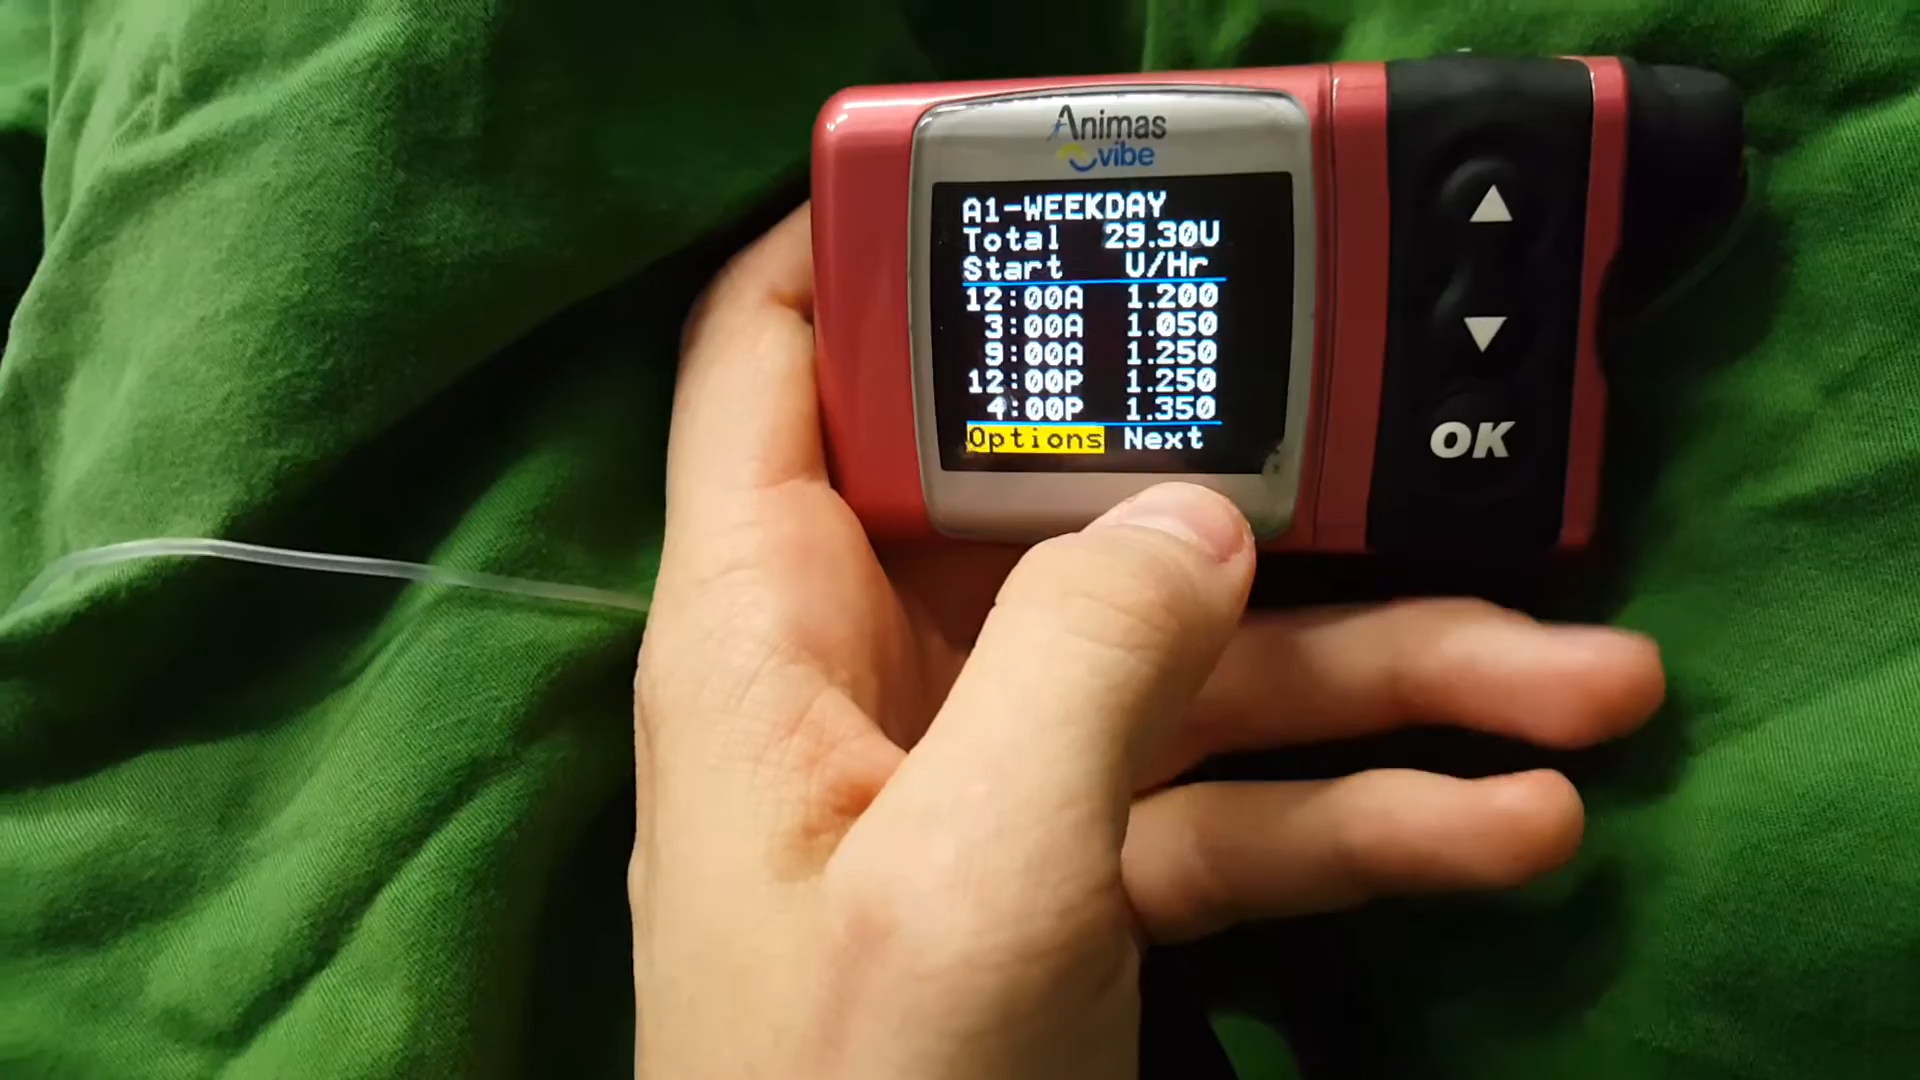 Animas
vibe
A1-WEEKDAY
Total 29.30U
Start U/Hr
12:00A 1.200
3:00A 1.050
9:00A 1.250
12:00P 1.250
4:00P 1.350
Options Next
OK